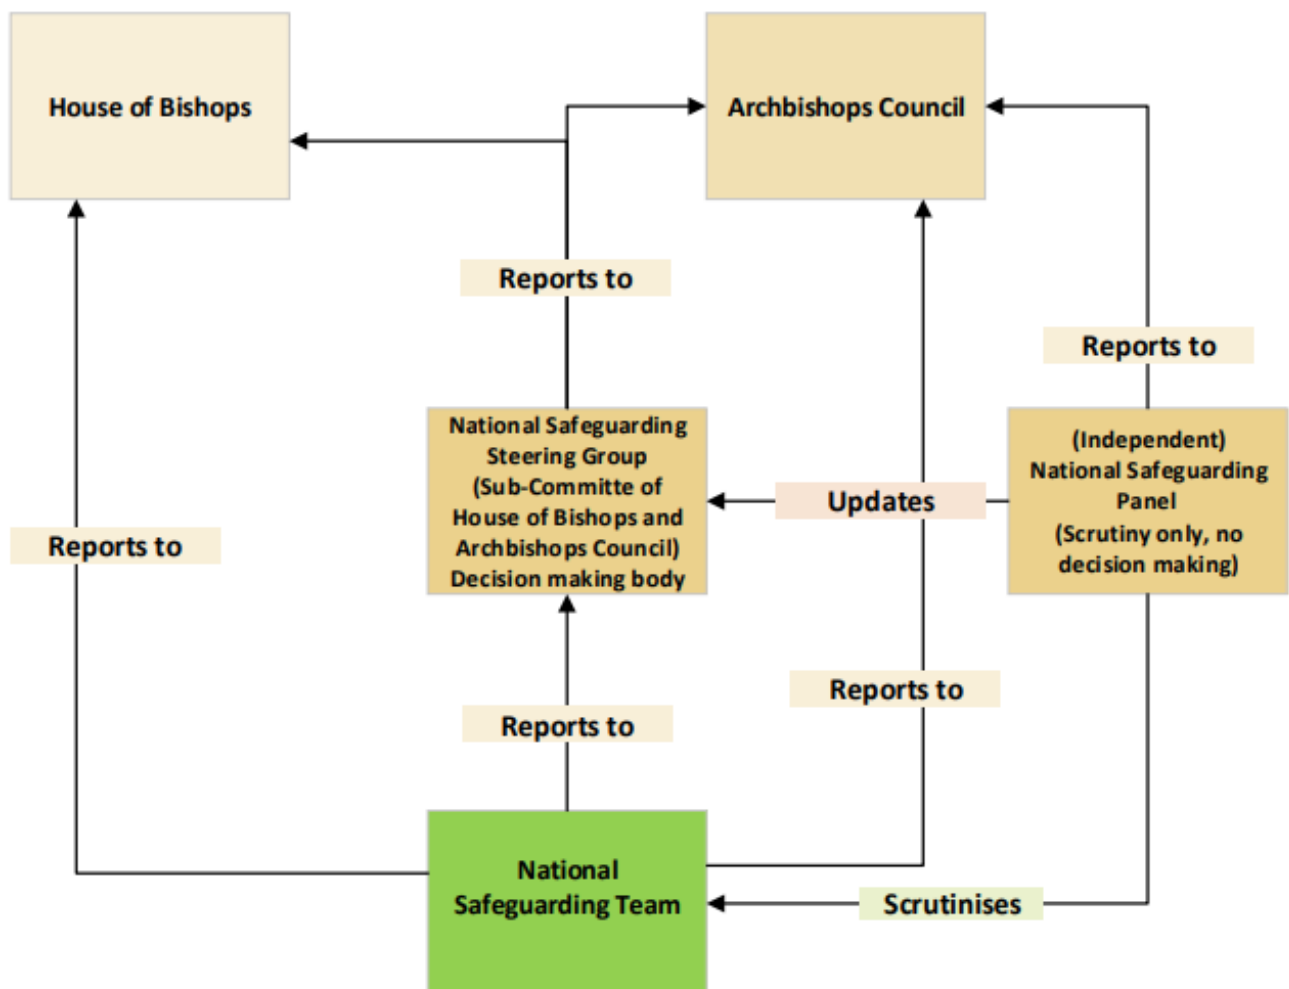 House of Bishops
Archbishops Council
Reports to
Reports to
National Safeguarding
Steering Group
(Sub-Committe of
House of Bishops and
Archbishops Council)
Decision making body
(Independent)
National Safeguarding
Panel
(Scrutiny only, no
decision making)
Updates
Reports to
Reports to
Reports to
National
Safeguarding Team
Scrutinises